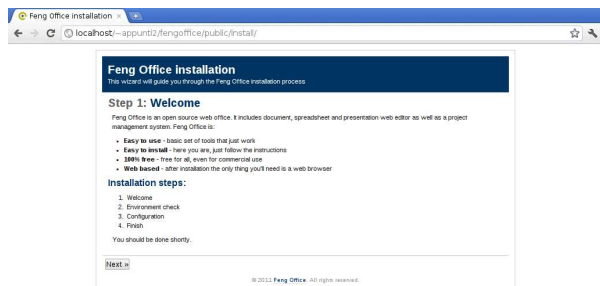 Feng Office installation
localhost/~appunti2/fengoffice/public/install/
Feng Office installation
This wizard will guide you through the Feng Office installation process
Step 1: Welcome
Feng Office is an open source web office. It includes document, spreadsheet and presentation web editor as well as a project
management system. Feng Office is:
• Easy to use - basic set of tools that just work
• Easy to install - here you are, just follow the instructions
• 100% free - free for all, even for commercial use
• Web based - after installation the only thing you'll need is a web browser
Installation steps:
1. Welcome
2. Environment check
3. Configuration
4. Finish
You should be done shortly.
Next »
© 2011 Feng Office. All rights reserved.